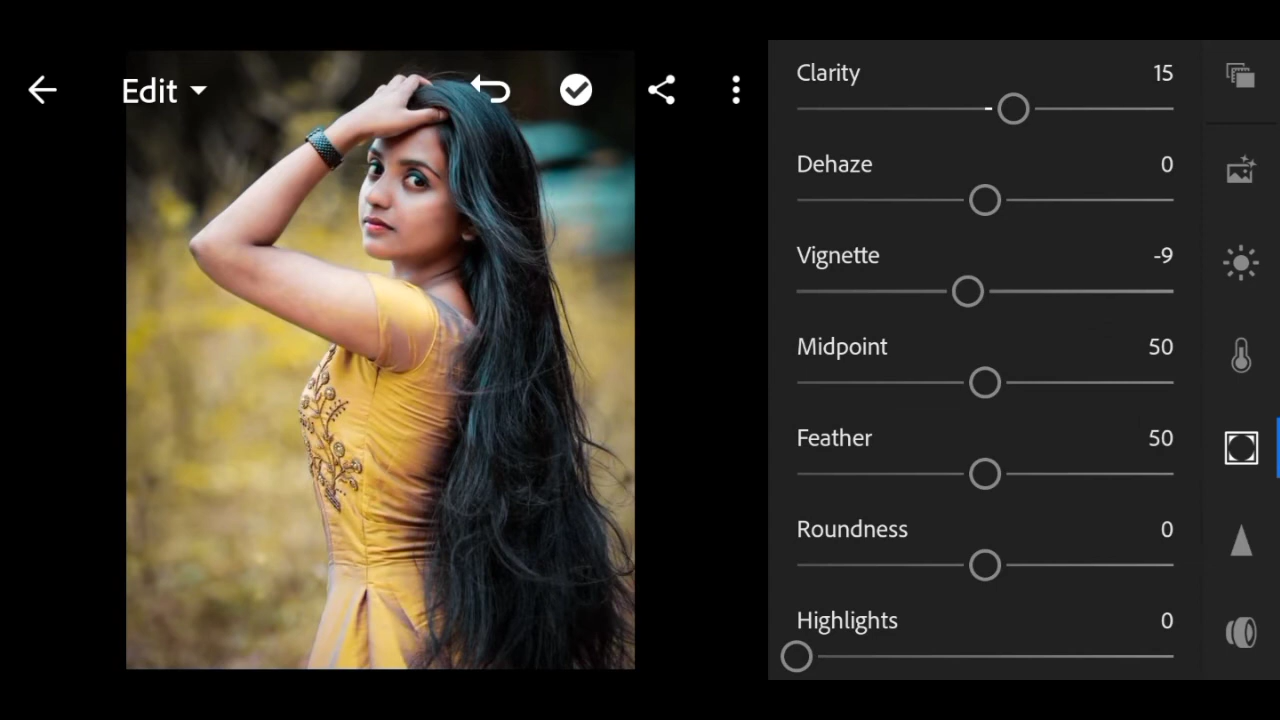 Edit
Clarity 15
Dehaze 0
Vignette -9
Midpoint 50
Feather 50
Roundness 0
Highlights 0